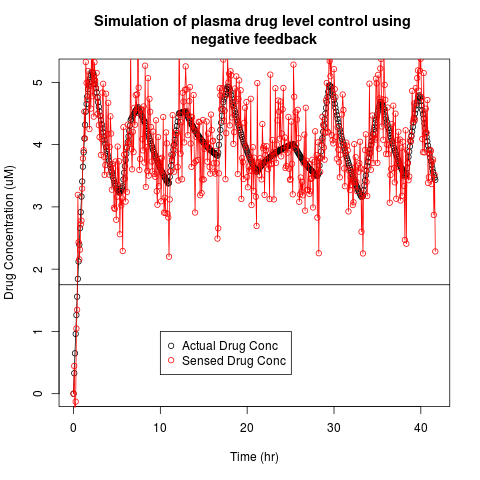 Simulation of plasma drug level control using
negative feedback
Drug Concentration (uM)
5
4
3
2
1
0
Actual Drug Conc
Sensed Drug Conc
0 10 20 30 40
Time (hr)